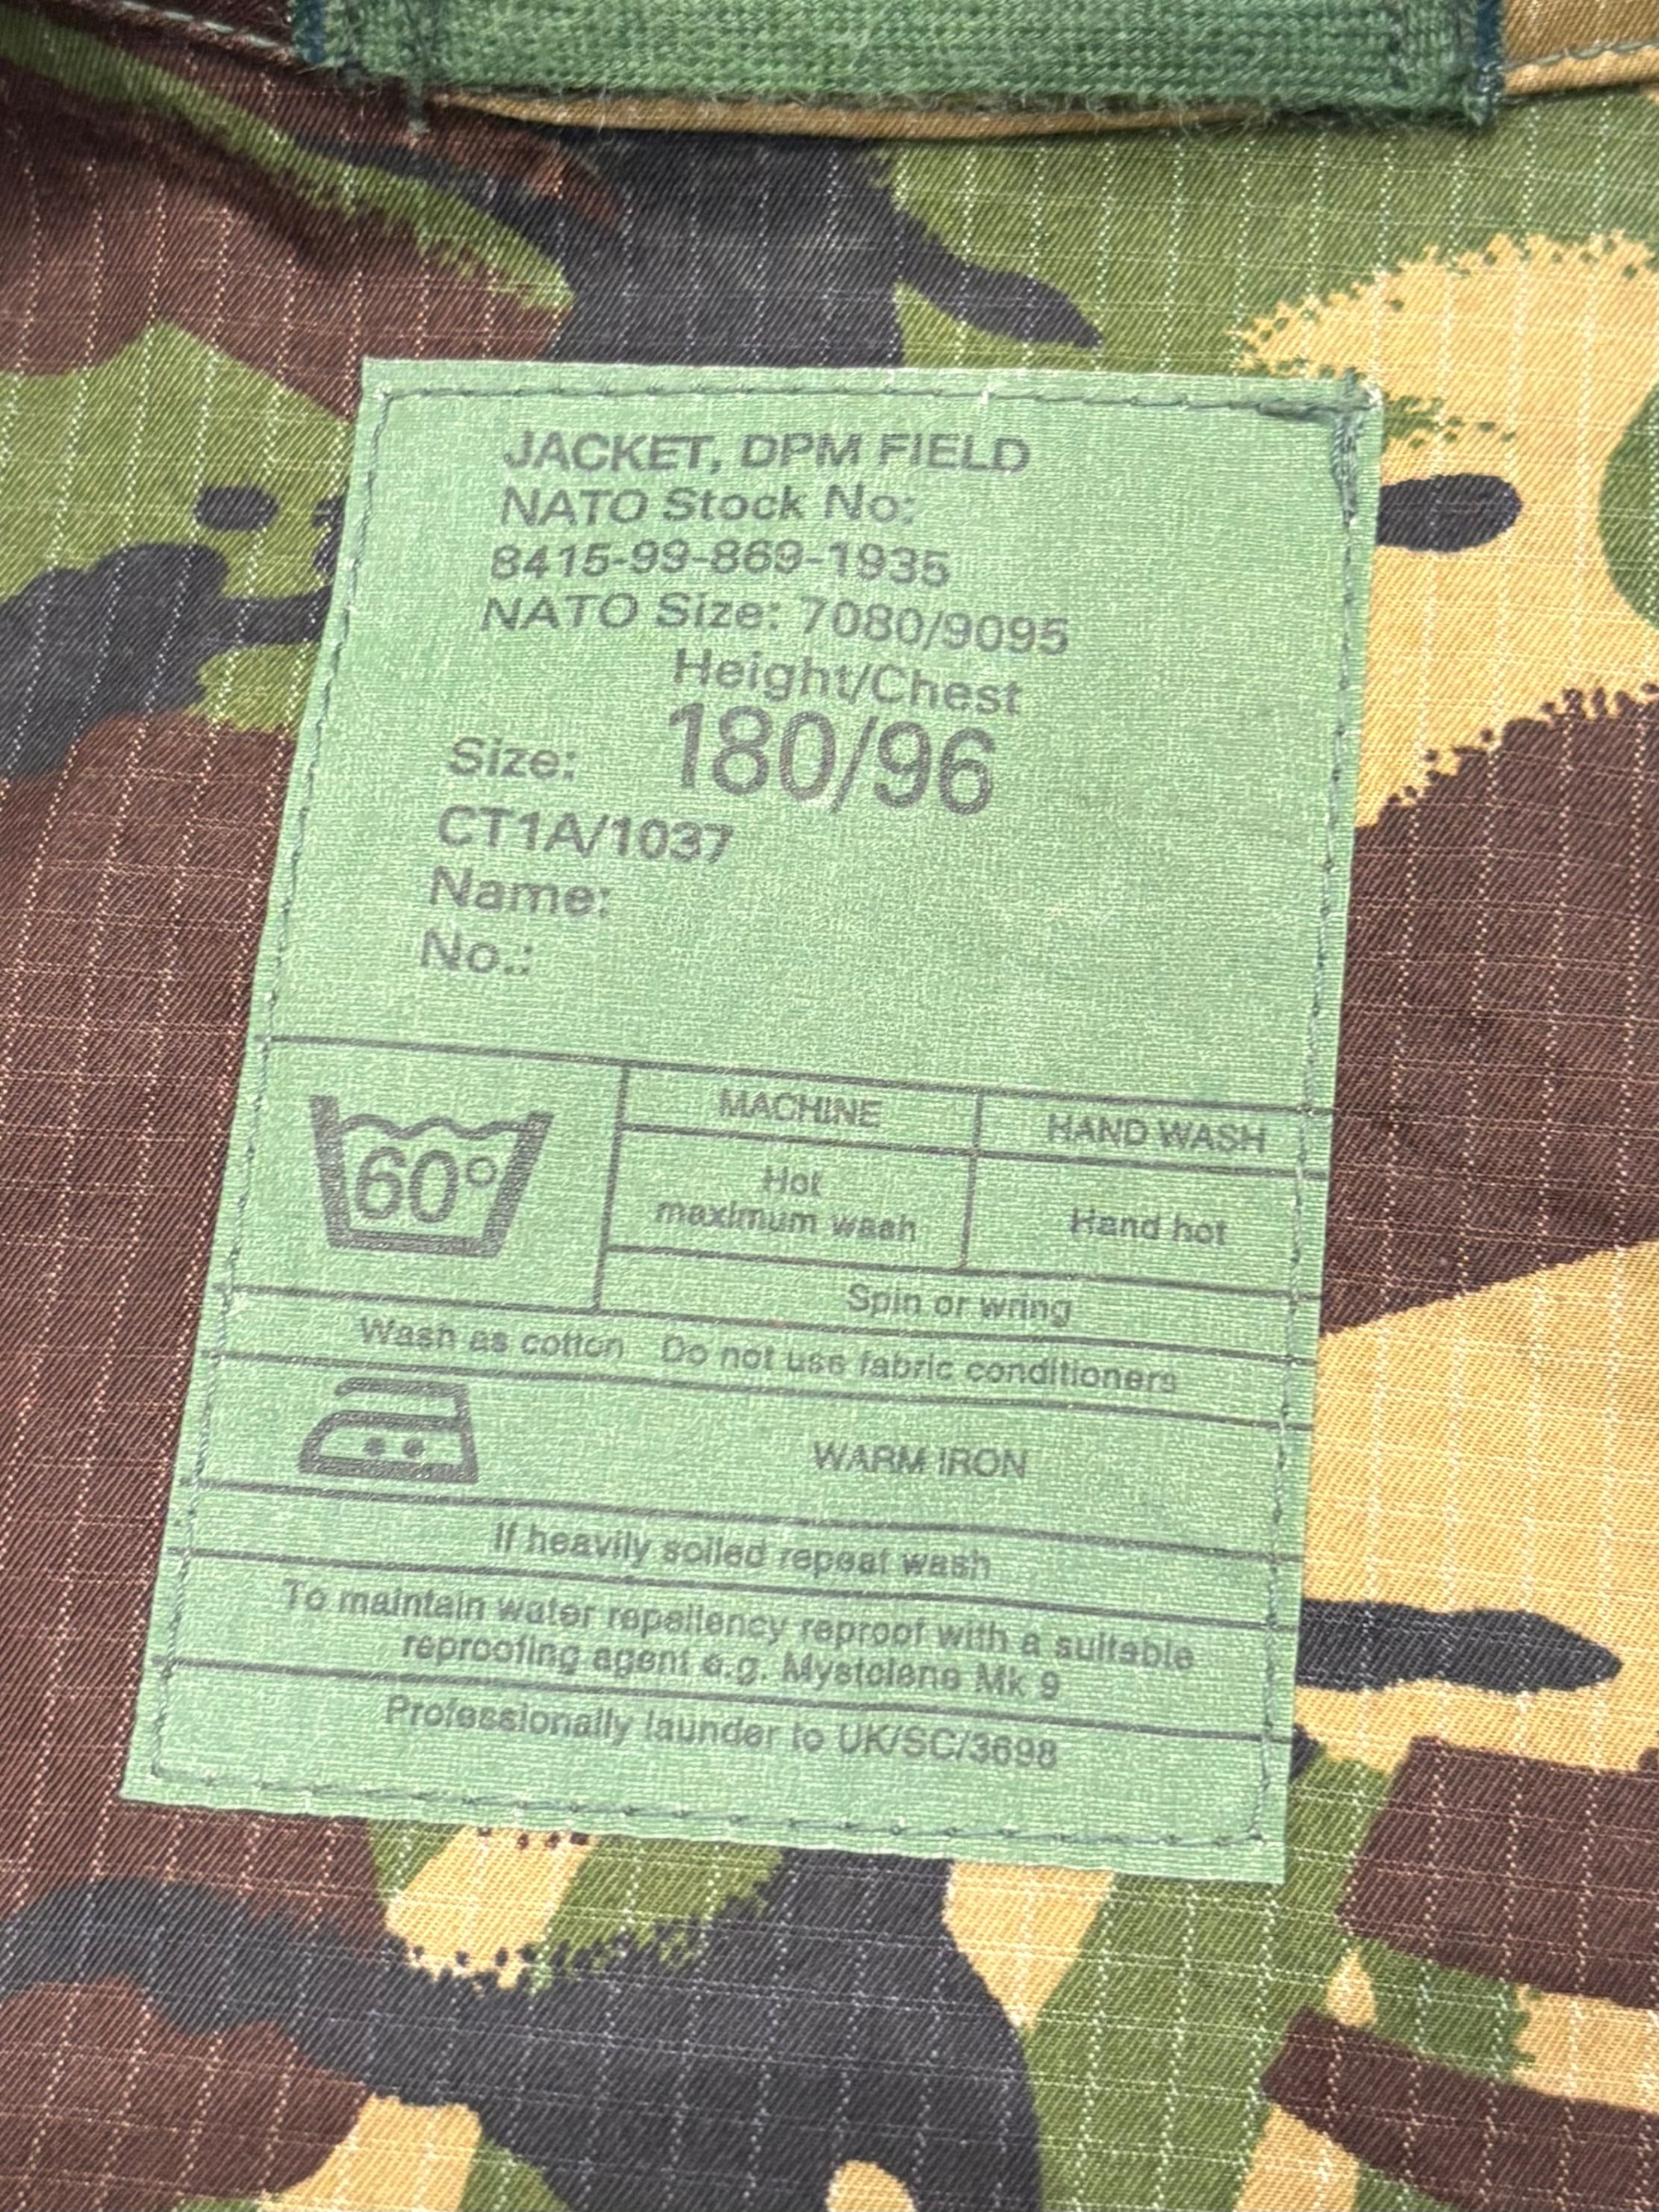 JACKET, DPM FIELD
NATO Stock No:
8415-99-869-1935
NATO Size: 7080/9095
Height/Chest
Size: 180/96
CT1A/1037
Name:
No.:
60°
MACHINE
HAND WASH
Hot
maximum wash
Hand hot
Spin or wring
Wash as cotton Do not use fabric conditioners
WARM IRON
If heavily soiled repeat wash
To maintain water repellency reproof with a suitable
reproofing agent e.g. Mystolene Mk 9
Professionally launder to UK/SC/3698